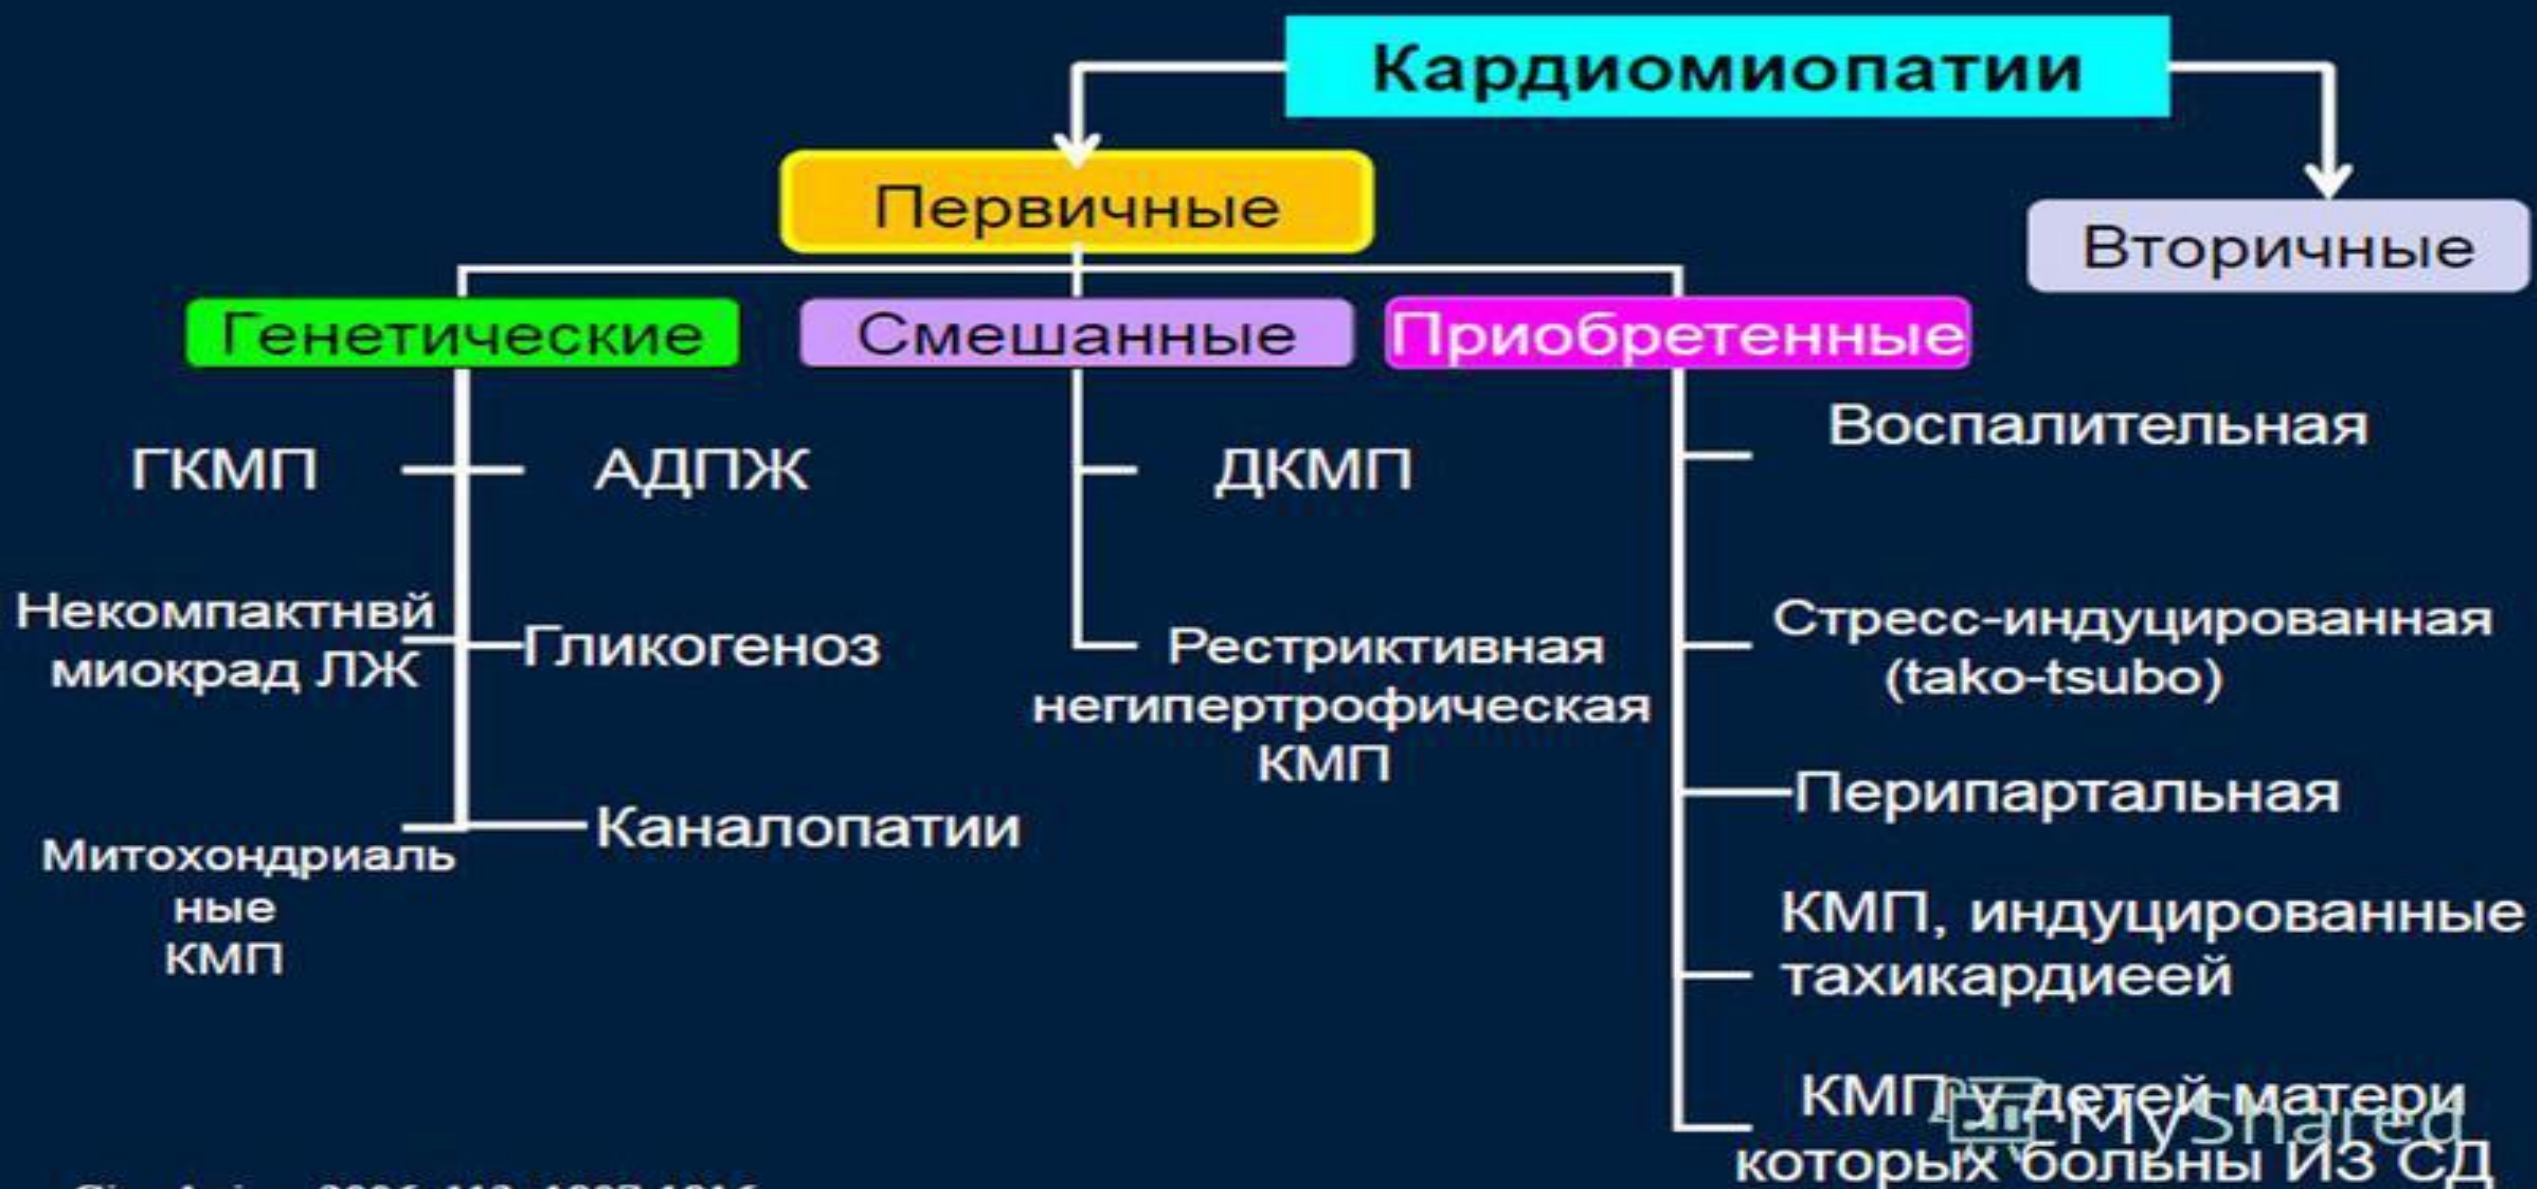 Кардиомиопатии
Первичные
Вторичные
Генетические
Смешанные
Приобретенные
ГКМП
АДПЖ
Некомпактнвй
миокрад ЛЖ
Гликогеноз
Митохондриаль
ные
КМП
Каналопатии
ДКМП
Рестриктивная
негипертрофическая
КМП
Воспалительная
Стресс-индуцированная
(tako-tsubo)
Перипартальная
КМП, индуцированные
тахикардиеей
КМП у детей матери
которых больны ИЗ СД
MyShared